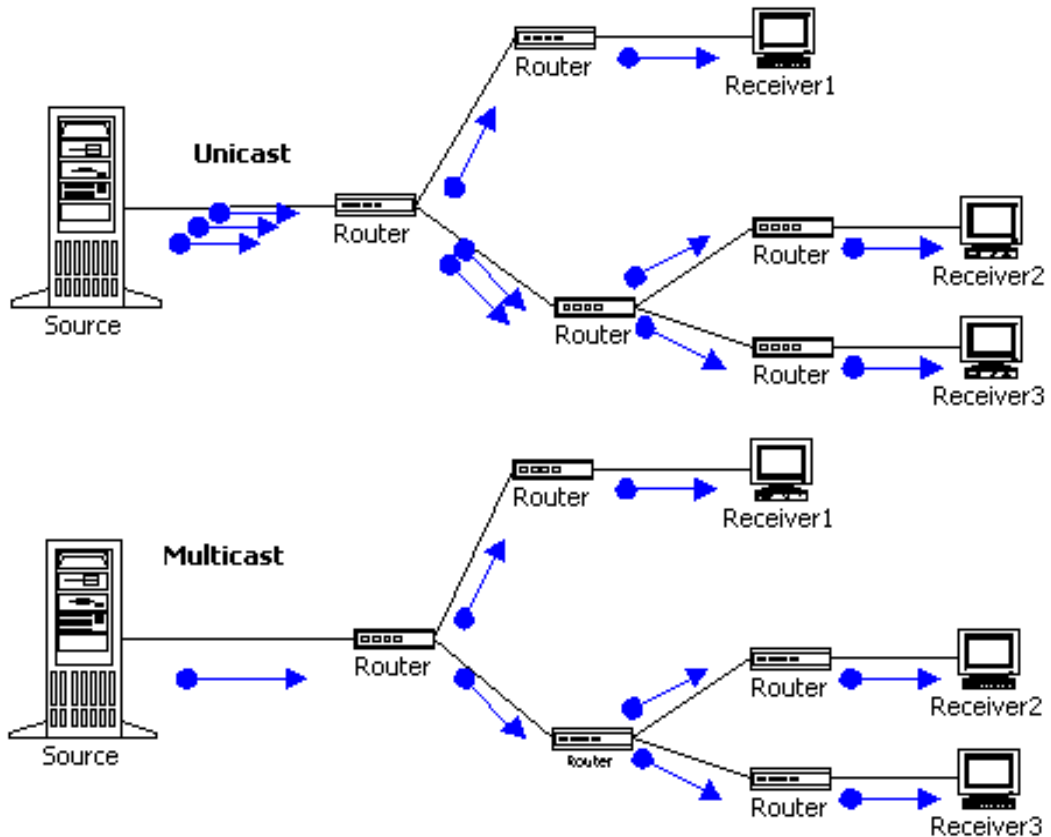 Router
Receiver1
Unicast
Router
Source
Router
Receiver2
Router
Router
Receiver3
Router
Receiver1
Multicast
Router
Source
Router
Receiver2
Router
Router
Receiver3